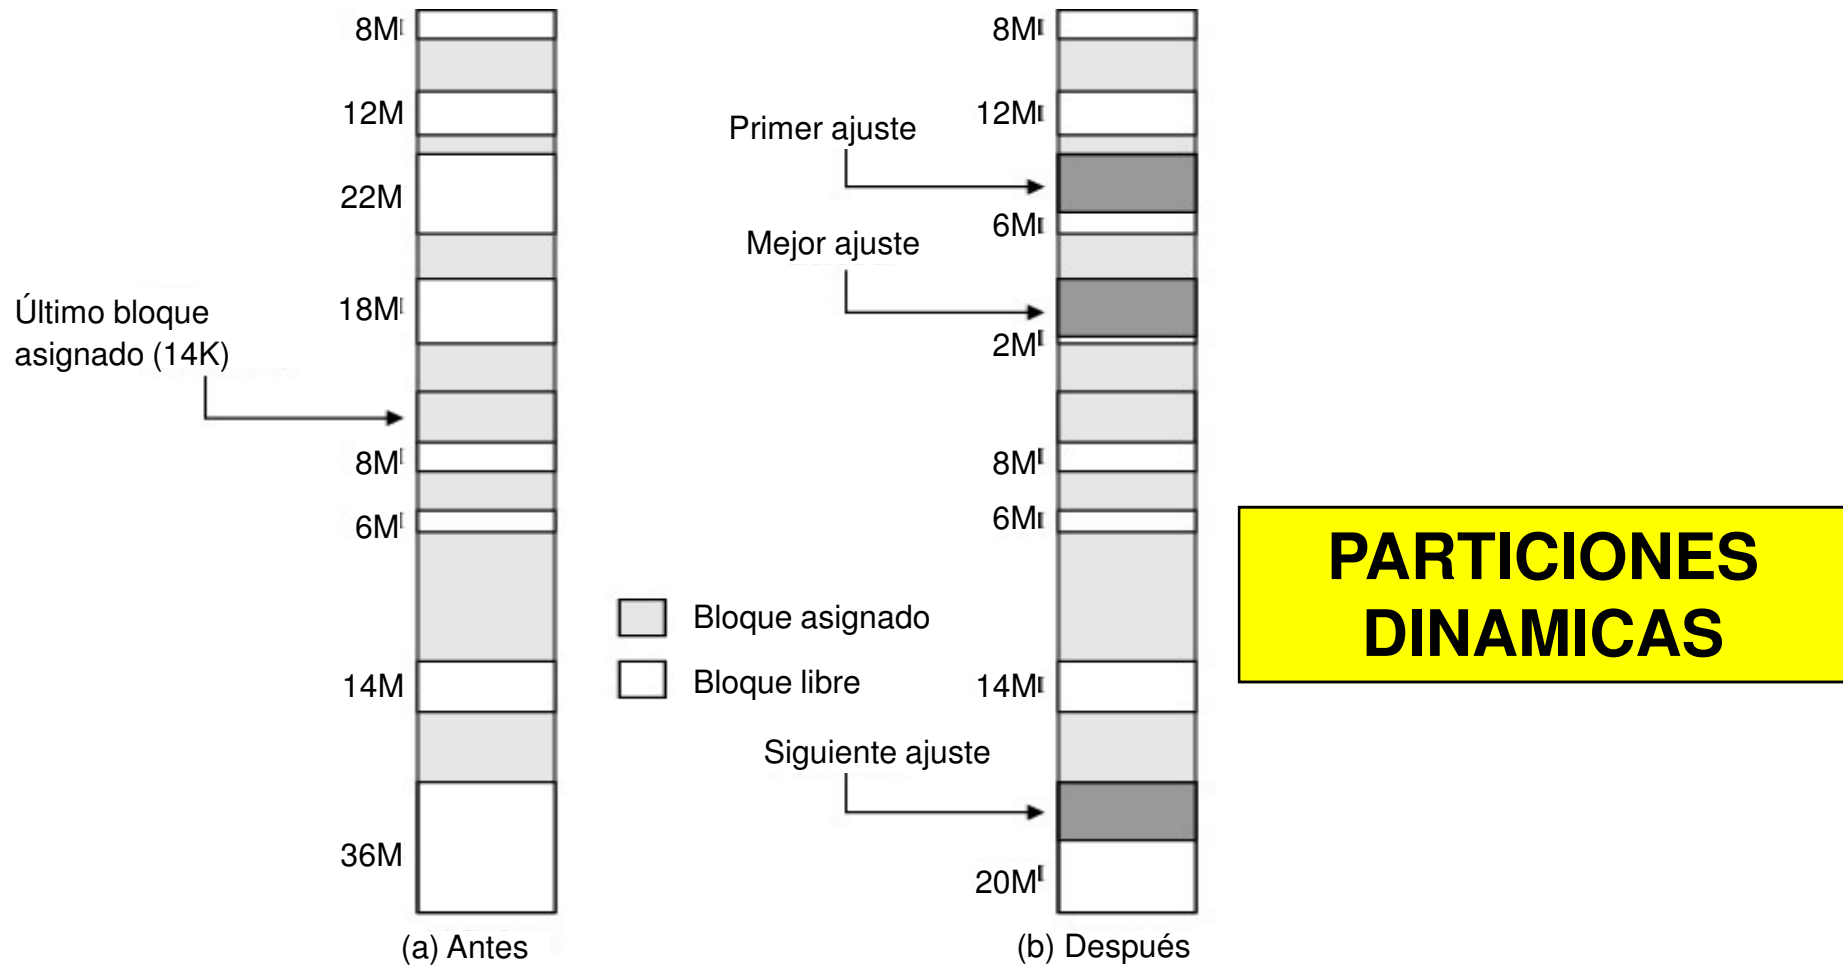 8M
12M
22M
18M
Último bloque
asignado (14K)
8M
6M
14M
36M
(a) Antes
Bloque asignado
Bloque libre
8M
12M
Primer ajuste
6M
Mejor ajuste
2M
8M
6M
14M
Siguiente ajuste
20M
(b) Después
PARTICIONES
DINAMICAS